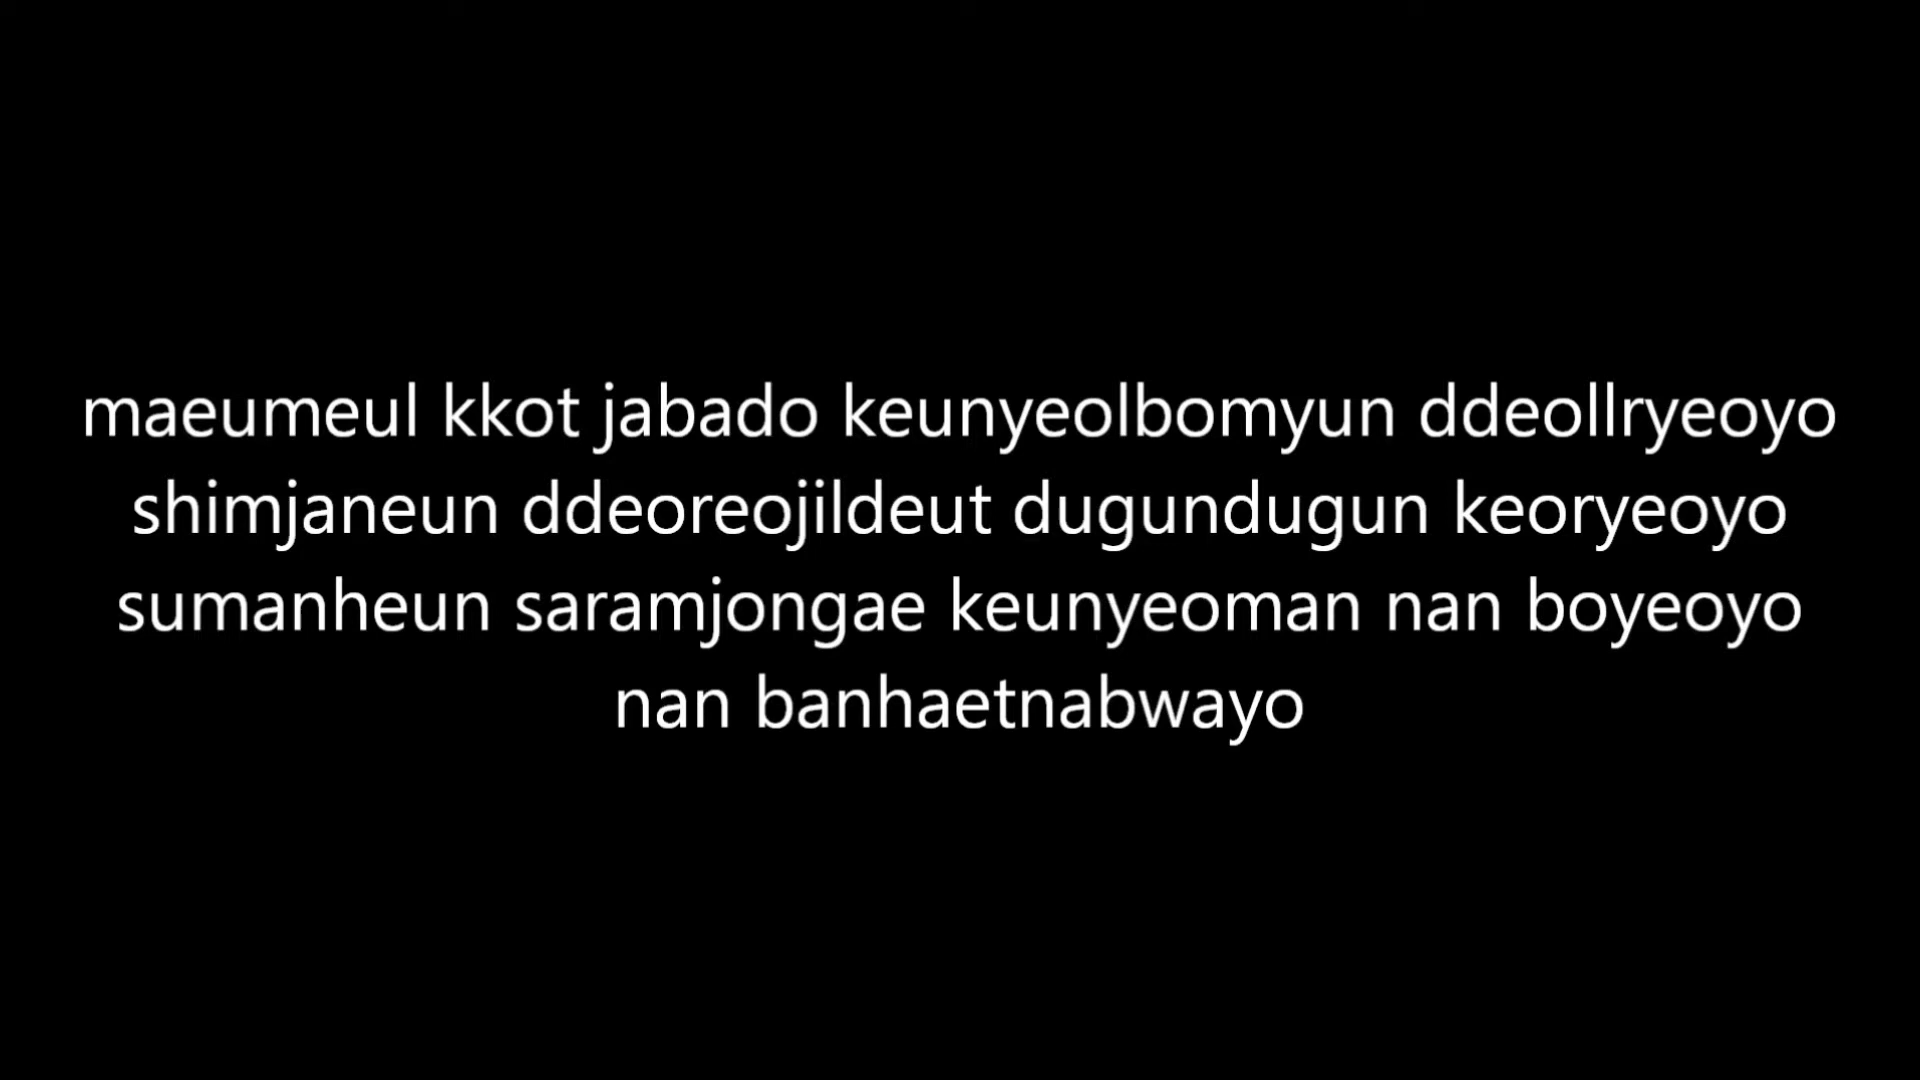 maeumeul kkot jabado keunyeolbomyun ddeollryeoyo
shimjaneun ddeoreojildeut dugundugun keoryeoyo
sumanheun saramjongae keunyeoman nan boyeoyo
nan banhaetnabwayo